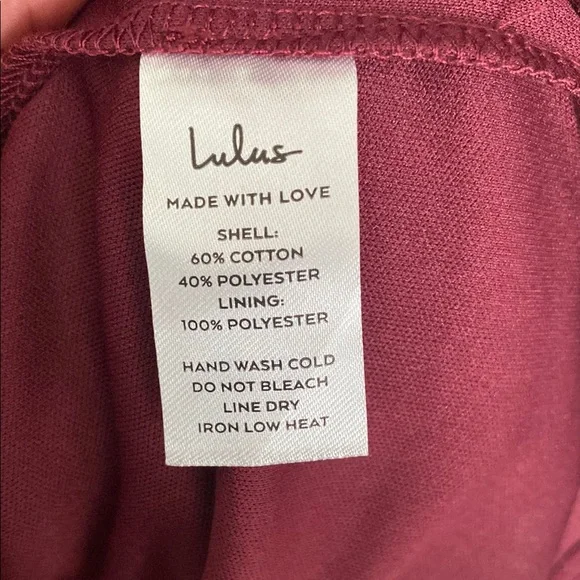 Lulus
MADE WITH LOVE
SHELL:
60% COTTON
40% POLYESTER
LINING:
100% POLYESTER
HAND WASH COLD
DO NOT BLEACH
LINE DRY
IRON LOW HEAT